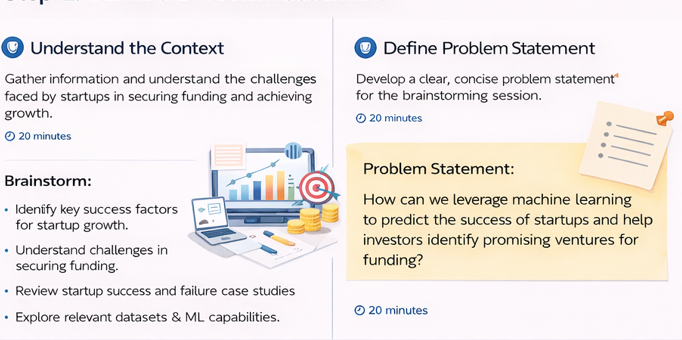 Understand the Context
Gather information and understand the challenges
faced by startups in securing funding and achieving
growth.
20 minutes
Brainstorm:
• Identify key success factors
for startup growth.
• Understand challenges in
securing funding.
• Review startup success and failure case studies
• Explore relevant datasets & ML capabilities.
Define Problem Statement
Develop a clear, concise problem statement
for the brainstorming session.
20 minutes
Problem Statement:
How can we leverage machine learning
to predict the success of startups and help
investors identify promising ventures for
funding?
20 minutes